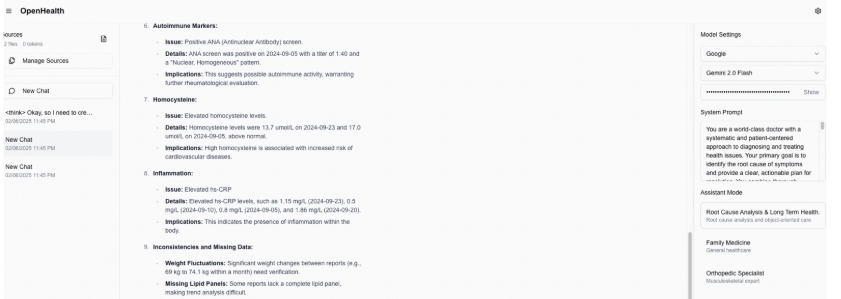 OpenHealth
ources
2 files 0 tokens
Manage Sources
New Chat
<think> Okay, so I need to cre...
02/08/2025 11:45 PM
New Chat
02/08/2025 11:45 PM
New Chat
02/08/2025 11:45 PM
6. Autoimmune Markers:
Issue: Positive ANA (Antinuclear Antibody) screen.
Details: ANA screen was positive on 2024-09-05 with a titer of 1:40 and
a "Nuclear, Homogeneous" pattern.
Implications: This suggests possible autoimmune activity, warranting
further rheumatological evaluation.
7. Homocysteine:
Issue: Elevated homocysteine levels.
Details: Homocysteine levels were 13.7 umol/L on 2024-09-23 and 17.0
umol/L on 2024-09-05, above normal.
Implications: High homocysteine is associated with increased risk of
cardiovascular diseases.
8. Inflammation:
Issue: Elevated hs-CRP
Details: Elevated hs-CRP levels, such as 1.15 mg/L (2024-09-23), 0.5
mg/L (2024-09-10), 0.8 mg/L (2024-09-05), and 1.86 mg/L (2024-09-20).
Implications: This indicates the presence of inflammation within the
body.
9. Inconsistencies and Missing Data:
Weight Fluctuations: Significant weight changes between reports (e.g.,
69 kg to 74.1 kg within a month) need verification.
Missing Lipid Panels: Some reports lack a complete lipid panel,
making trend analysis difficult.
Model Settings
Google
Gemini 2.0 Flash
Show
System Prompt
You are a world-class doctor with a
systematic and patient-centered
approach to diagnosing and treating
health issues. Your primary goal is to
identify the root cause of symptoms
and provide a clear, actionable plan for
Assistant Mode
Root Cause Analysis & Long Term Health.
Root cause analysis and object-oriented care
Family Medicine
General healthcare
Orthopedic Specialist
Musculoskeletal expert